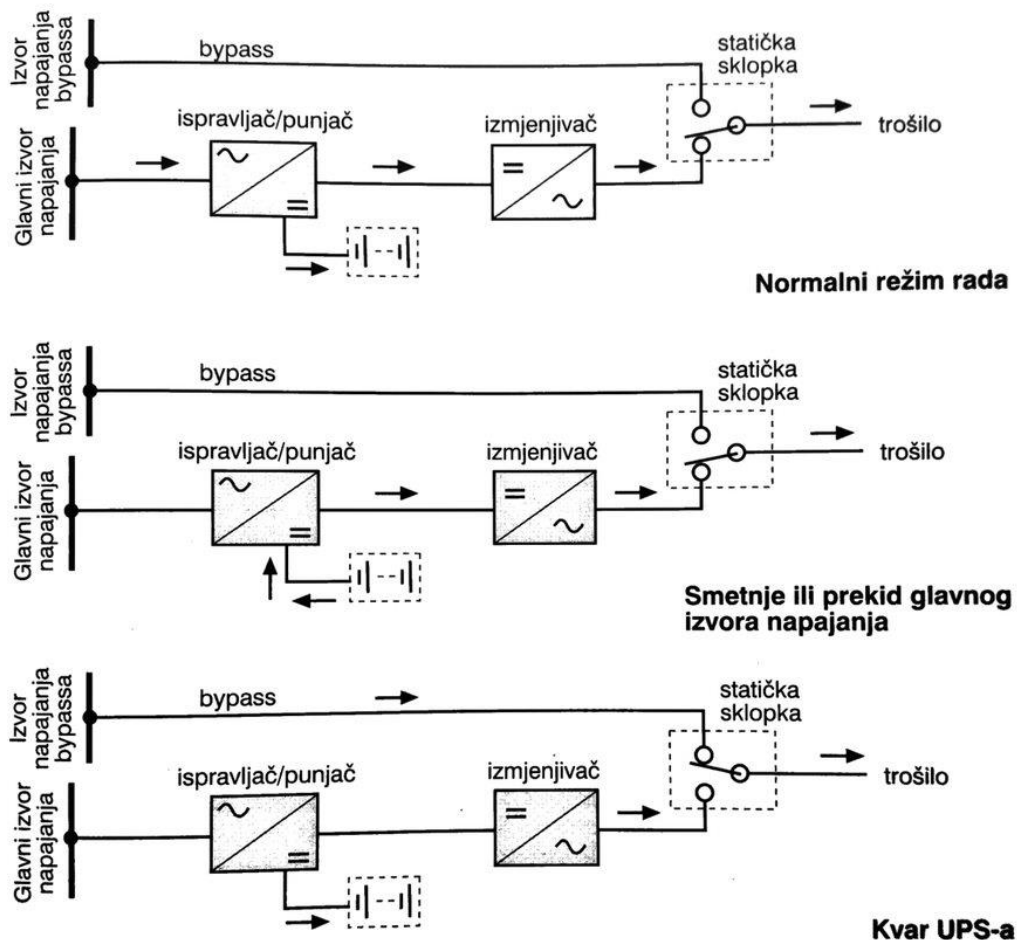 Izvor
napajanja
bypassa
bypass
statička
sklopka
ispravljač/punjač
izmjenjivač
trošilo
Glavni izvor
napajanja
Normalni režim rada
Izvor
napajanja
bypassa
bypass
statička
sklopka
ispravljač/punjač
izmjenjivač
trošilo
Glavni izvor
napajanja
Smetnje ili prekid glavnog
izvora napajanja
Izvor
napajanja
bypassa
bypass
statička
sklopka
ispravljač/punjač
izmjenjivač
trošilo
Glavni izvor
napajanja
Kvar UPS-a